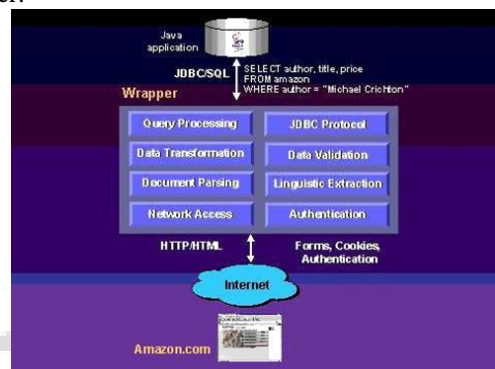 er.
Java
application
JDBC/SQL
SELECT author, title, price
FROM amazon
WHERE author = "Michael Crichton"
Wrapper
Query Processing
JDBC Protocol
Data Transformation
Data Validation
Document Parsing
Linguistic Extraction
Network Access
Authentication
HTTP/HTML
Forms, Cookies,
Authentication
Internet
Amazon.com